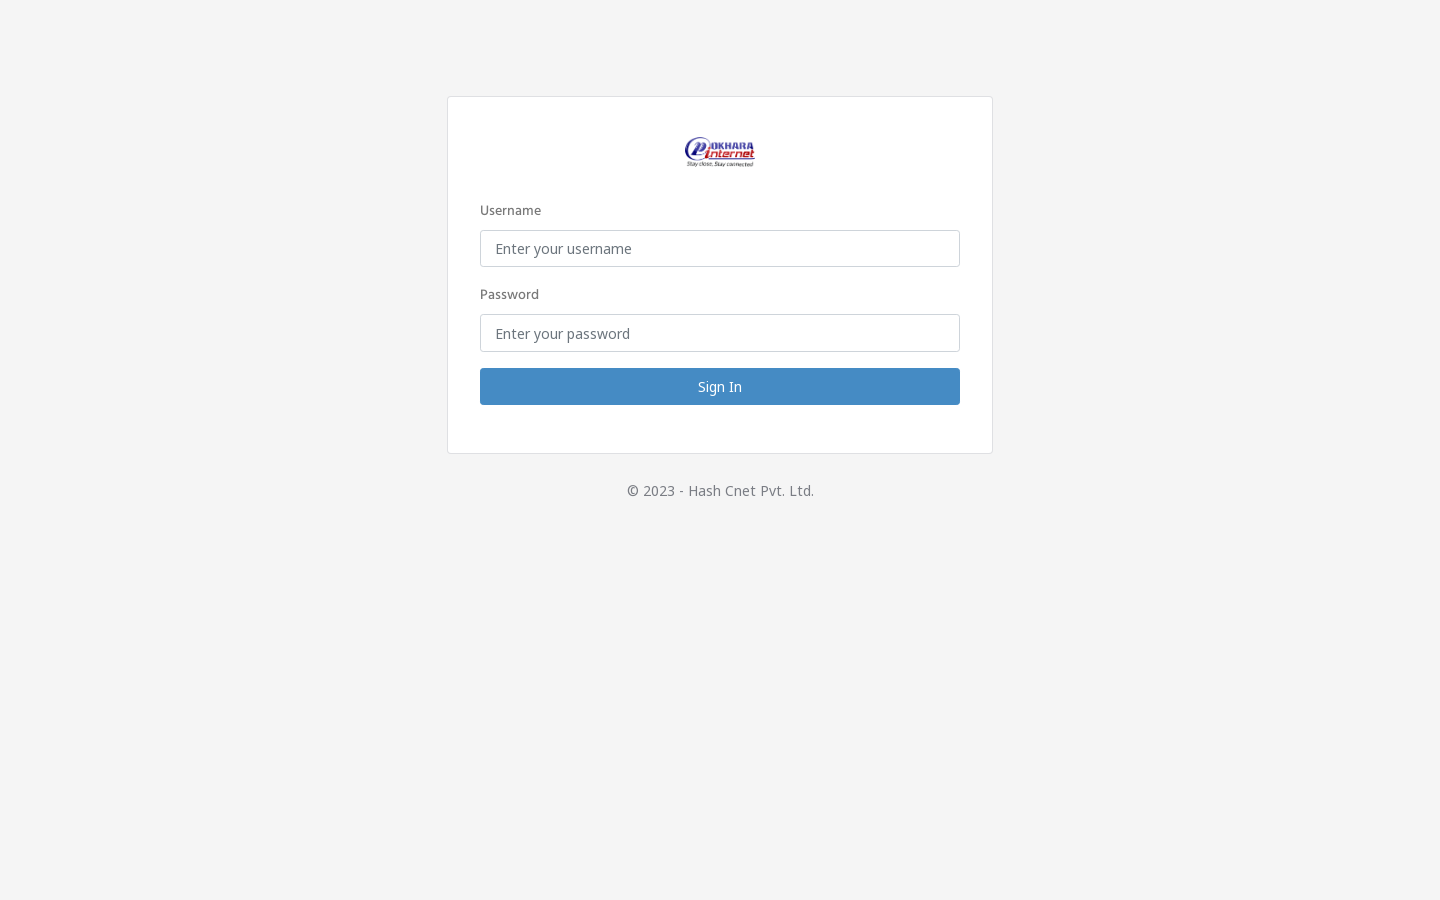 POKHARA
internet
Stay close, Stay connected
Username
Enter your username
Password
Enter your password
Sign In
© 2023 - Hash Cnet Pvt. Ltd.